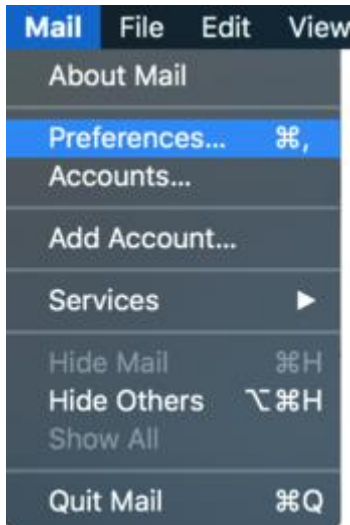 Mail File Edit View
About Mail
Preferences... ⌘,
Accounts...
Add Account...
Services ▶
Hide Mail ⌘H
Hide Others ⌥⌘H
Show All
Quit Mail ⌘Q